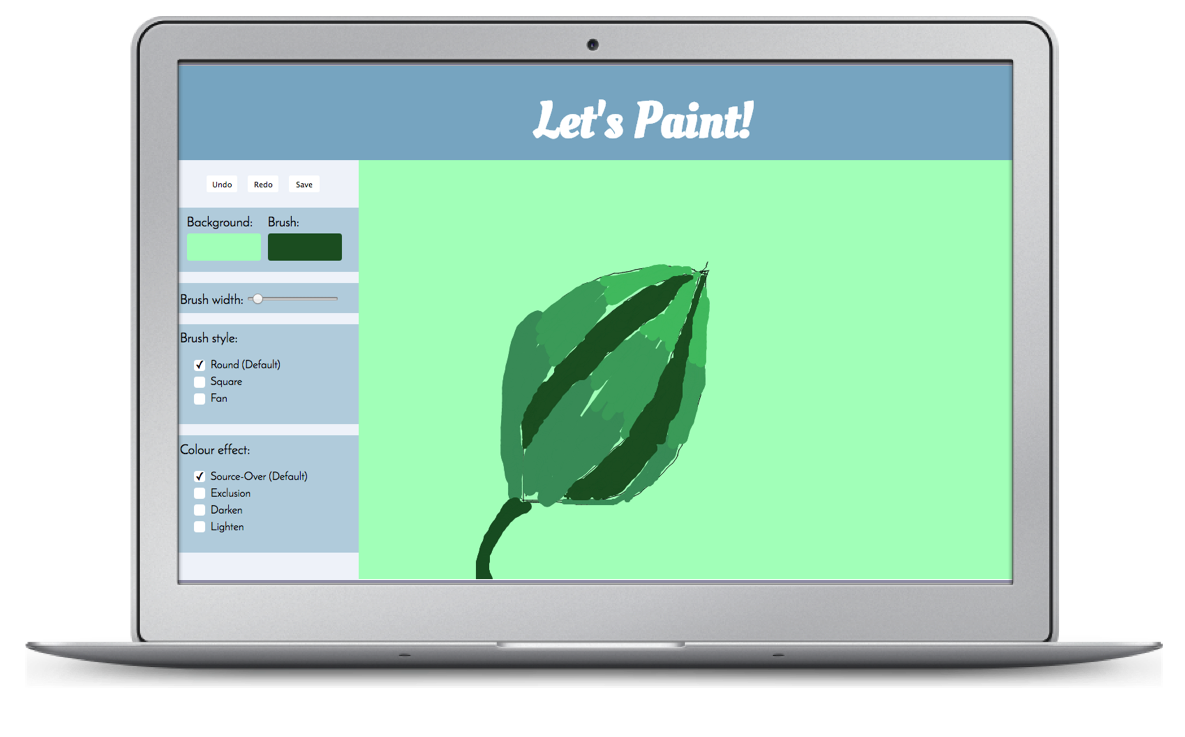 Let's Paint!
Undo Redo Save
Background: Brush:
Brush width:
Brush style:
Round (Default)
Square
Fan
Colour effect:
Source-Over (Default)
Exclusion
Darken
Lighten